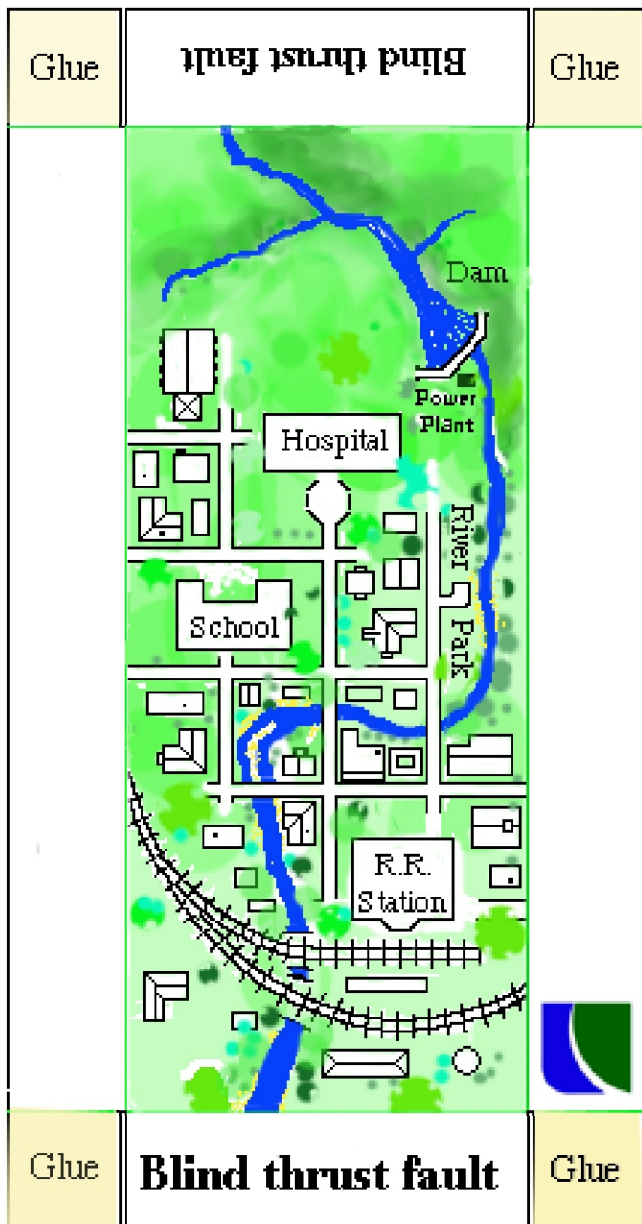 Glue
Blind thrust fault
Glue
Dam
Power
Plant
Hospital
River Park
School
R.R.
Station
Glue
Blind thrust fault
Glue